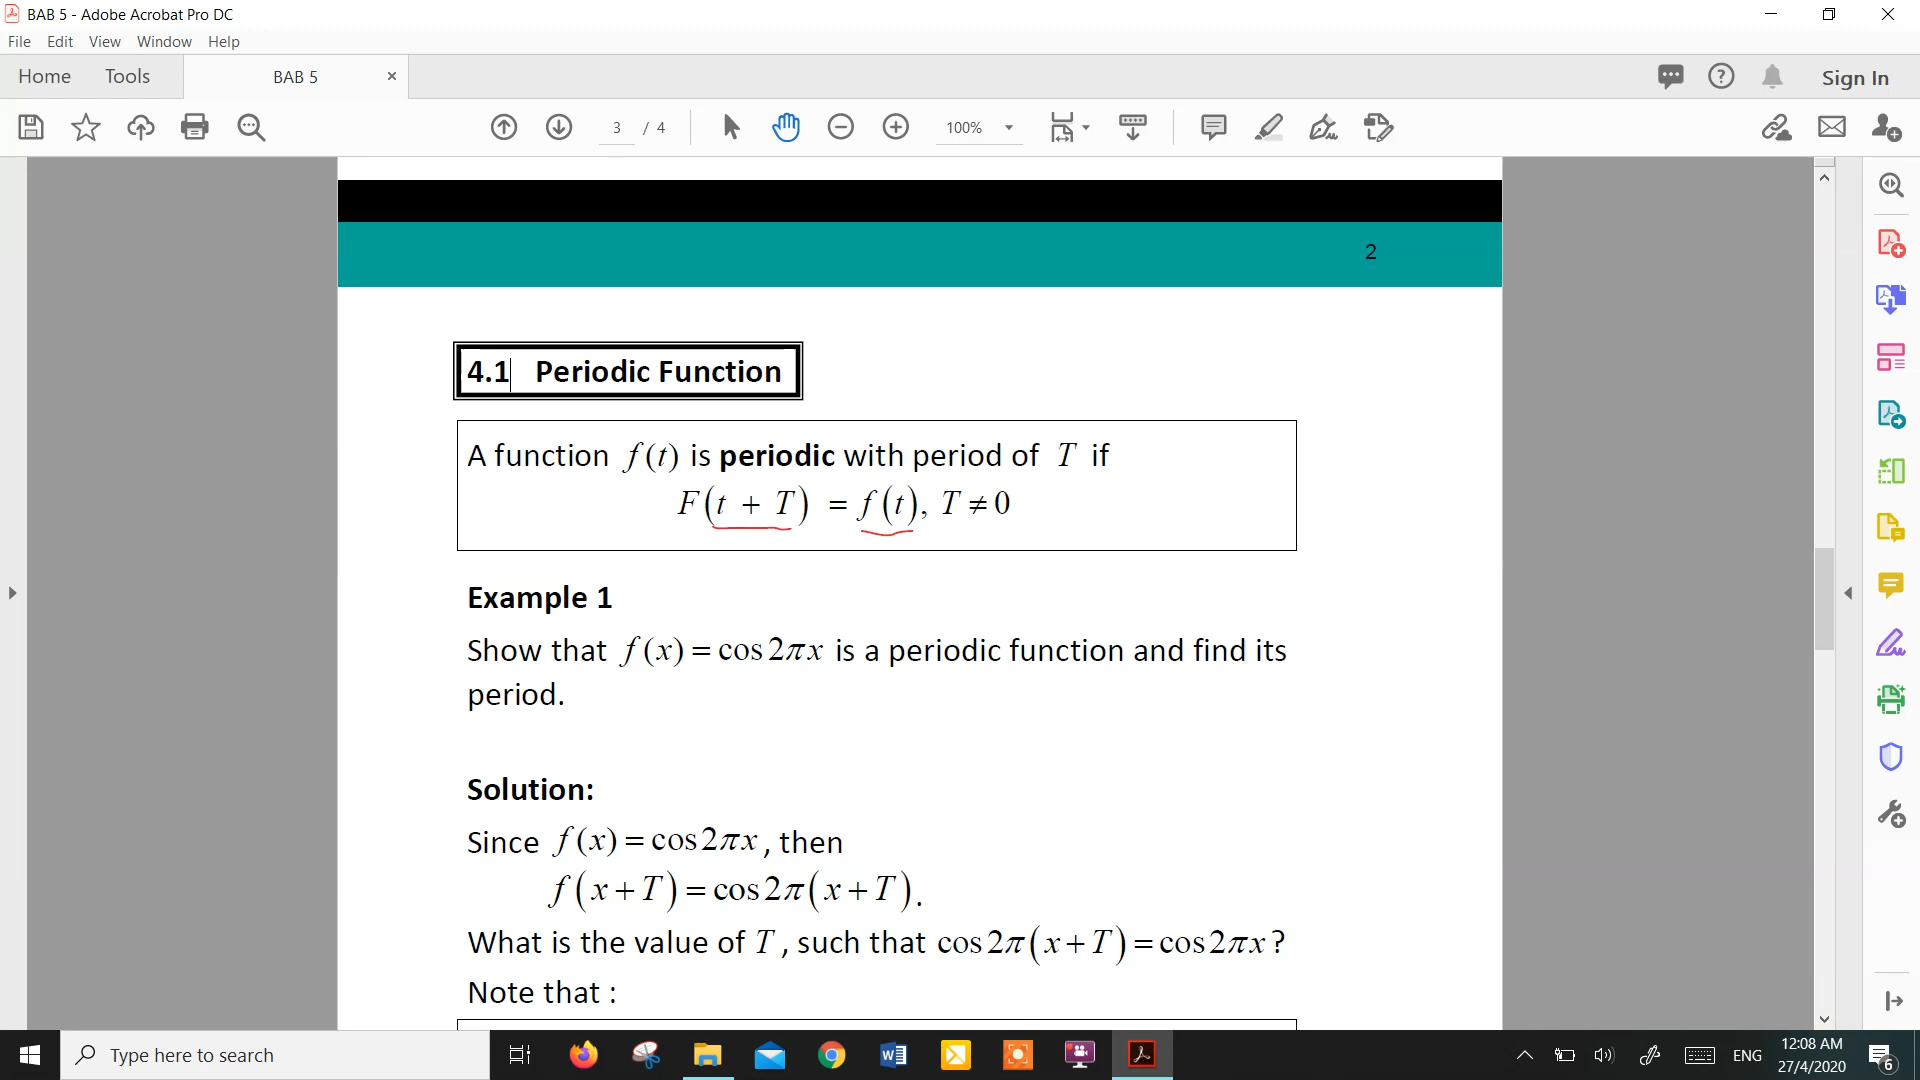 BAB 5 - Adobe Acrobat Pro DC
File Edit View Window Help
Home Tools BAB 5 × Sign In
3 / 4 100%
2
4.1 Periodic Function
A function f(t) is periodic with period of T if
F(t + T) = f(t), T ≠ 0
Example 1
Show that f(x) = cos 2πx is a periodic function and find its
period.
Solution:
Since f(x) = cos 2πx, then
f(x + T) = cos 2π(x + T).
What is the value of T, such that cos 2π(x + T) = cos 2πx?
Note that :
Type here to search
ENG
12:08 AM
27/4/2020
6